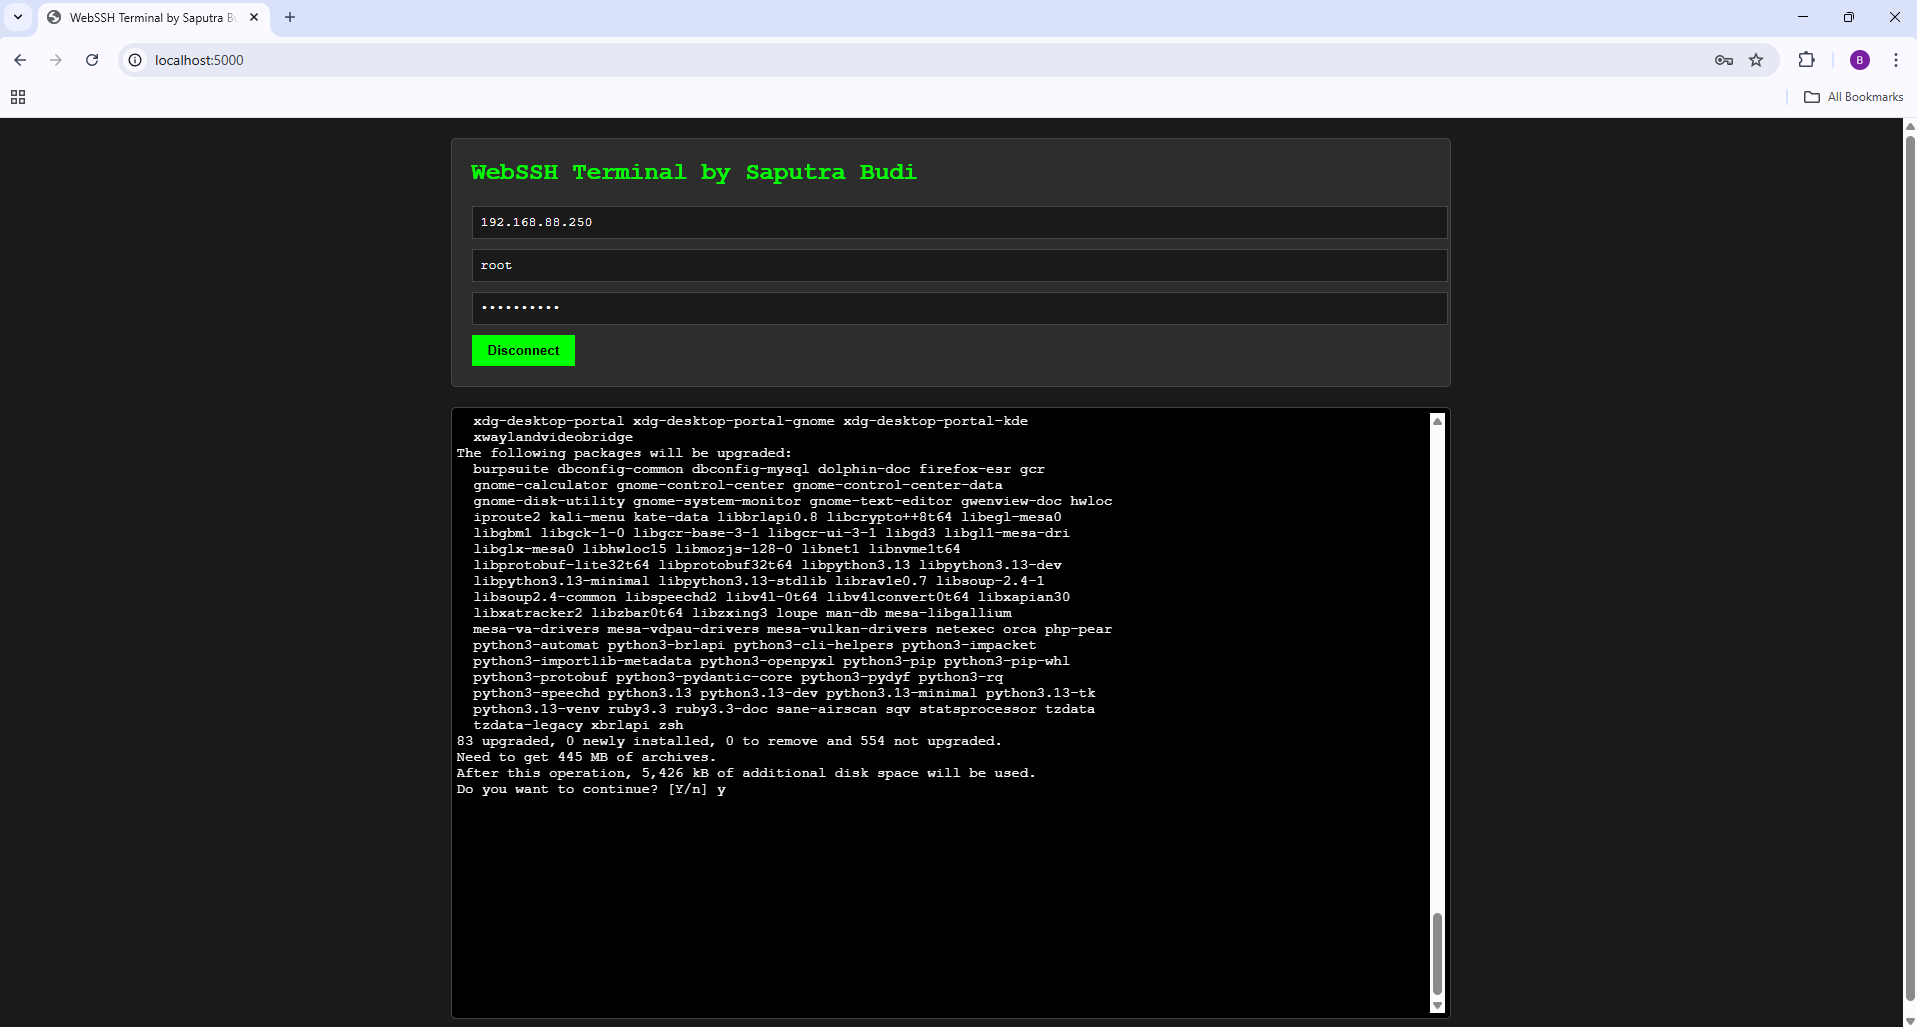 WebSSH Terminal by Saputra B
localhost:5000
B
All Bookmarks
WebSSH Terminal by Saputra Budi
192.168.88.250
root
Disconnect
xdg-desktop-portal xdg-desktop-portal-gnome xdg-desktop-portal-kde
xwaylandvideobridge
The following packages will be upgraded:
burpsuite dbconfig-common dbconfig-mysql dolphin-doc firefox-esr gcr
gnome-calculator gnome-control-center gnome-control-center-data
gnome-disk-utility gnome-system-monitor gnome-text-editor gwenview-doc hwloc
iproute2 kali-menu kate-data libbrlapi0.8 libcrypto++8t64 libegl-mesa0
libgbm1 libgck-1-0 libgcr-base-3-1 libgcr-ui-3-1 libgd3 libgl1-mesa-dri
libglx-mesa0 libhwloc15 libmozjs-128-0 libnet1 libnvme1t64
libprotobuf-lite32t64 libprotobuf32t64 libpython3.13 libpython3.13-dev
libpython3.13-minimal libpython3.13-stdlib librav1e0.7 libsoup-2.4-1
libsoup2.4-common libspeechd2 libv4l-0t64 libv4lconvert0t64 libxapian30
libxatracker2 libzbar0t64 libzxing3 loupe man-db mesa-libgallium
mesa-va-drivers mesa-vdpau-drivers mesa-vulkan-drivers netexec orca php-pear
python3-automat python3-brlapi python3-cli-helpers python3-impacket
python3-importlib-metadata python3-openpyxl python3-pip python3-pip-whl
python3-protobuf python3-pydantic-core python3-pydyf python3-rq
python3-speechd python3.13 python3.13-dev python3.13-minimal python3.13-tk
python3.13-venv ruby3.3 ruby3.3-doc sane-airscan sqv statsprocessor tzdata
tzdata-legacy xbrlapi zsh
83 upgraded, 0 newly installed, 0 to remove and 554 not upgraded.
Need to get 445 MB of archives.
After this operation, 5,426 kB of additional disk space will be used.
Do you want to continue? [Y/n] y